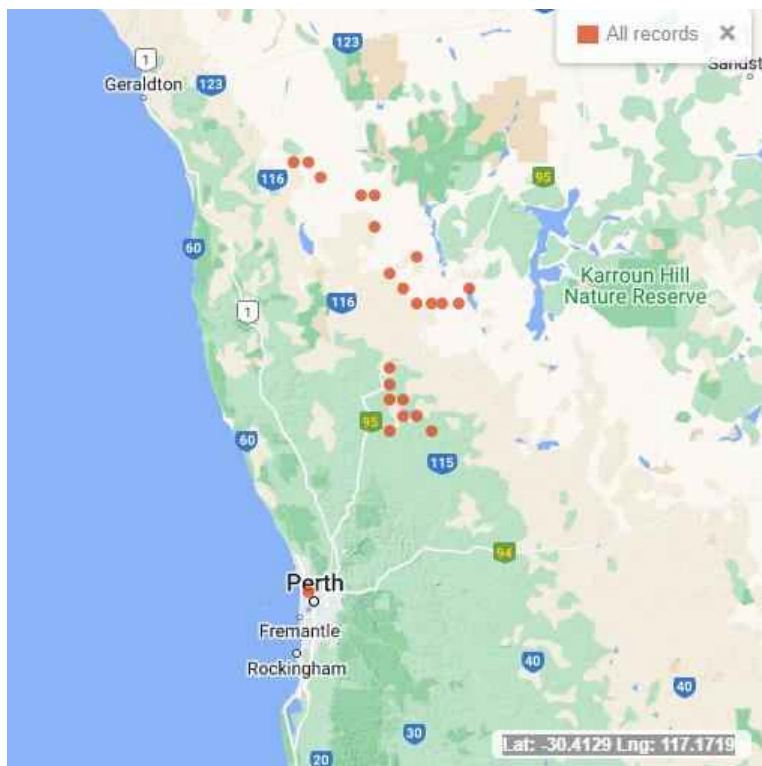 All records ✕
123
1
Geraldton
123
Sandst
116
95
60
Karroun Hill
Nature Reserve
116
1
95
60
115
94
Perth
Fremantle
Rockingham
40
40
30
20
Lat: -30.4129 Lng: 117.1719